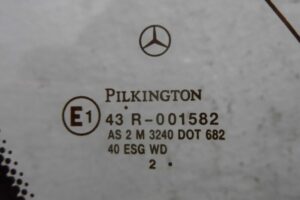 PILKINGTON
E1 43 R-001582
AS 2 M 3240 DOT 682
40 ESG WD
2